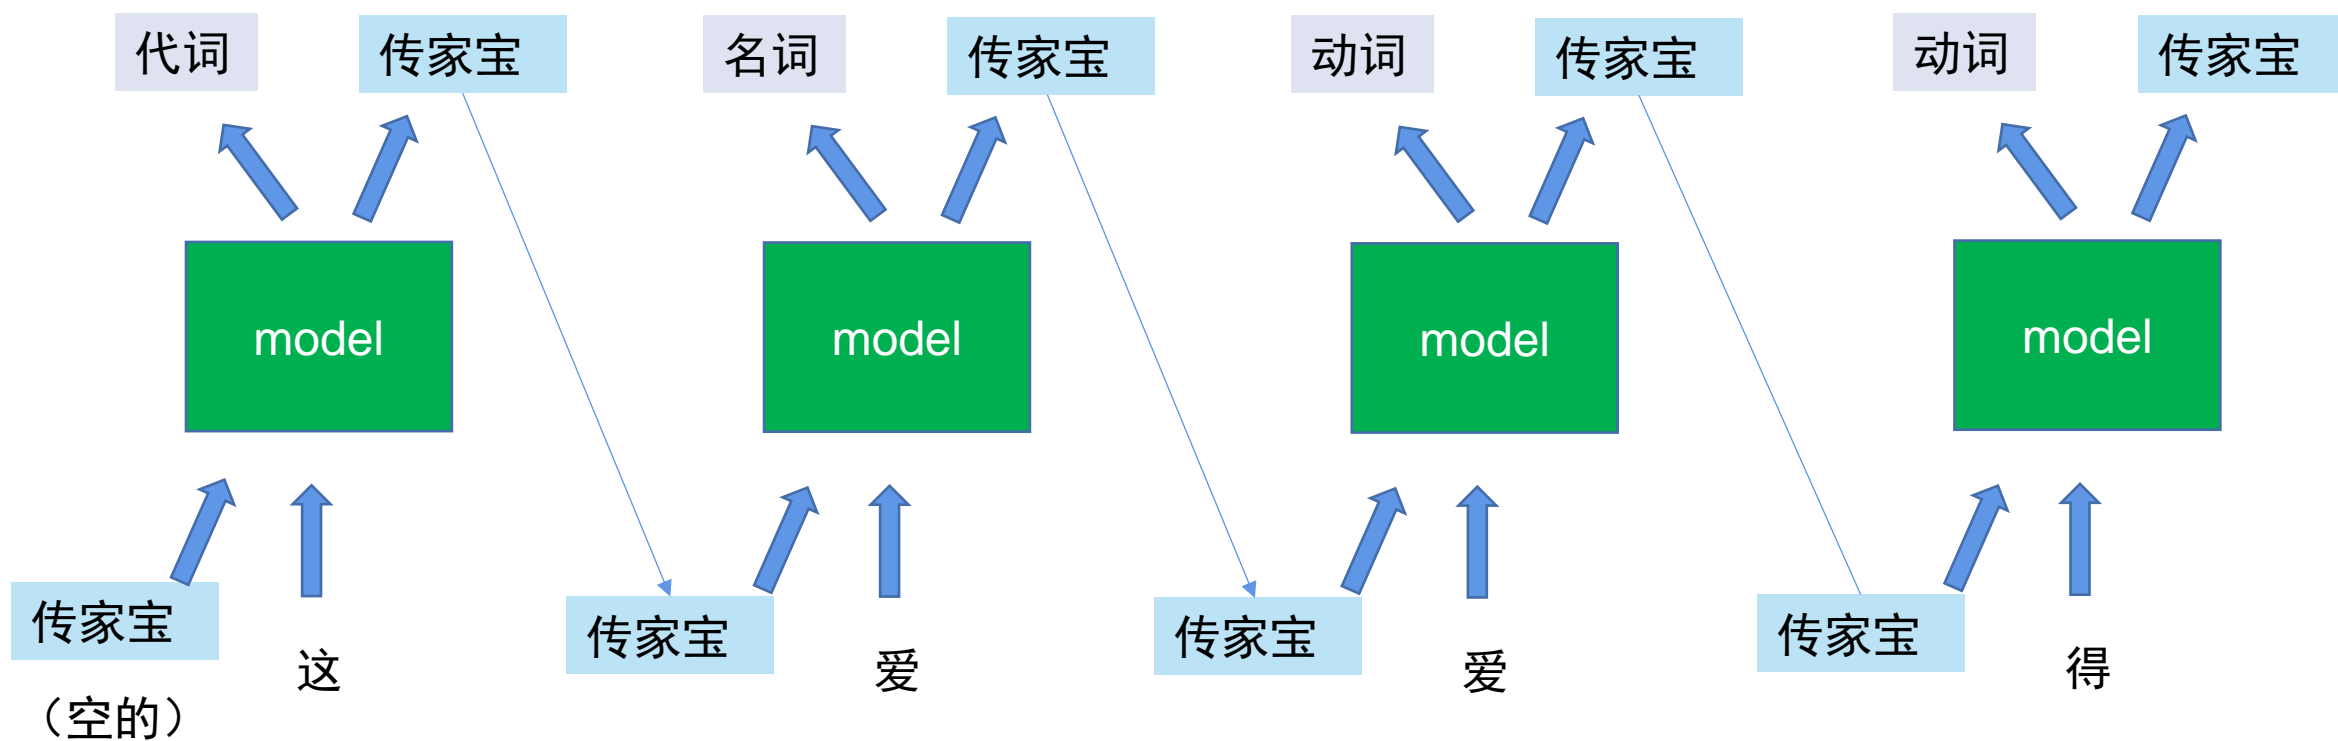 代词 传家宝 名词 传家宝 动词 传家宝 动词 传家宝
model model model model
传家宝 传家宝 传家宝 传家宝
这 爱 爱 得
（空的）